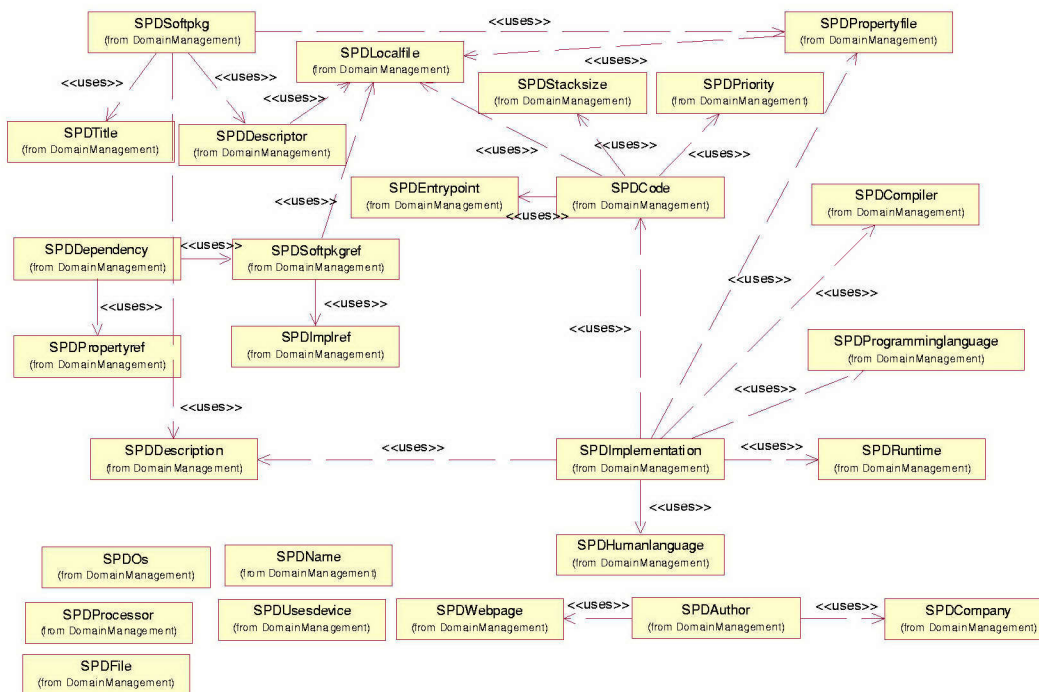 SPDSoftpkg
(from DomainManagement)
<<uses>>
SPDPropertyfile
(from DomainManagement)
SPDLocalfile
(from DomainManagement)
<<uses>>
<<uses>>
<<uses>>
<<uses>>
SPDStacksize
(from DomainManagement)
SPDPriority
(from DomainManagement)
SPDTitle
(from DomainManagement)
SPDDescriptor
(from DomainManagement)
<<uses>>
<<uses>>
<<uses>>
<<uses>>
SPDEntrypoint
(from DomainManagement)
<<uses>>
SPDCode
(from DomainManagement)
SPDCompiler
(from DomainManagement)
SPDDependency
(from DomainManagement)
<<uses>>
SPDSoftpkgref
(from DomainManagement)
<<uses>>
<<uses>>
<<uses>>
<<uses>>
<<uses>>
SPDPropertyref
(from DomainManagement)
SPDImplref
(from DomainManagement)
SPDProgramminglanguage
(from DomainManagement)
<<uses>>
<<uses>>
SPDDescription
(from DomainManagement)
<<uses>>
SPDImplementation
(from DomainManagement)
<<uses>>
SPDRuntime
(from DomainManagement)
<<uses>>
SPDHumanlanguage
(from DomainManagement)
SPDOs
(from DomainManagement)
SPDName
(from DomainManagement)
SPDProcessor
(from DomainManagement)
SPDUsesdevice
(from DomainManagement)
SPDWebpage
(from DomainManagement)
<<uses>>
SPDAuthor
(from DomainManagement)
<<uses>>
SPDCompany
(from DomainManagement)
SPDFile
(from DomainManagement)